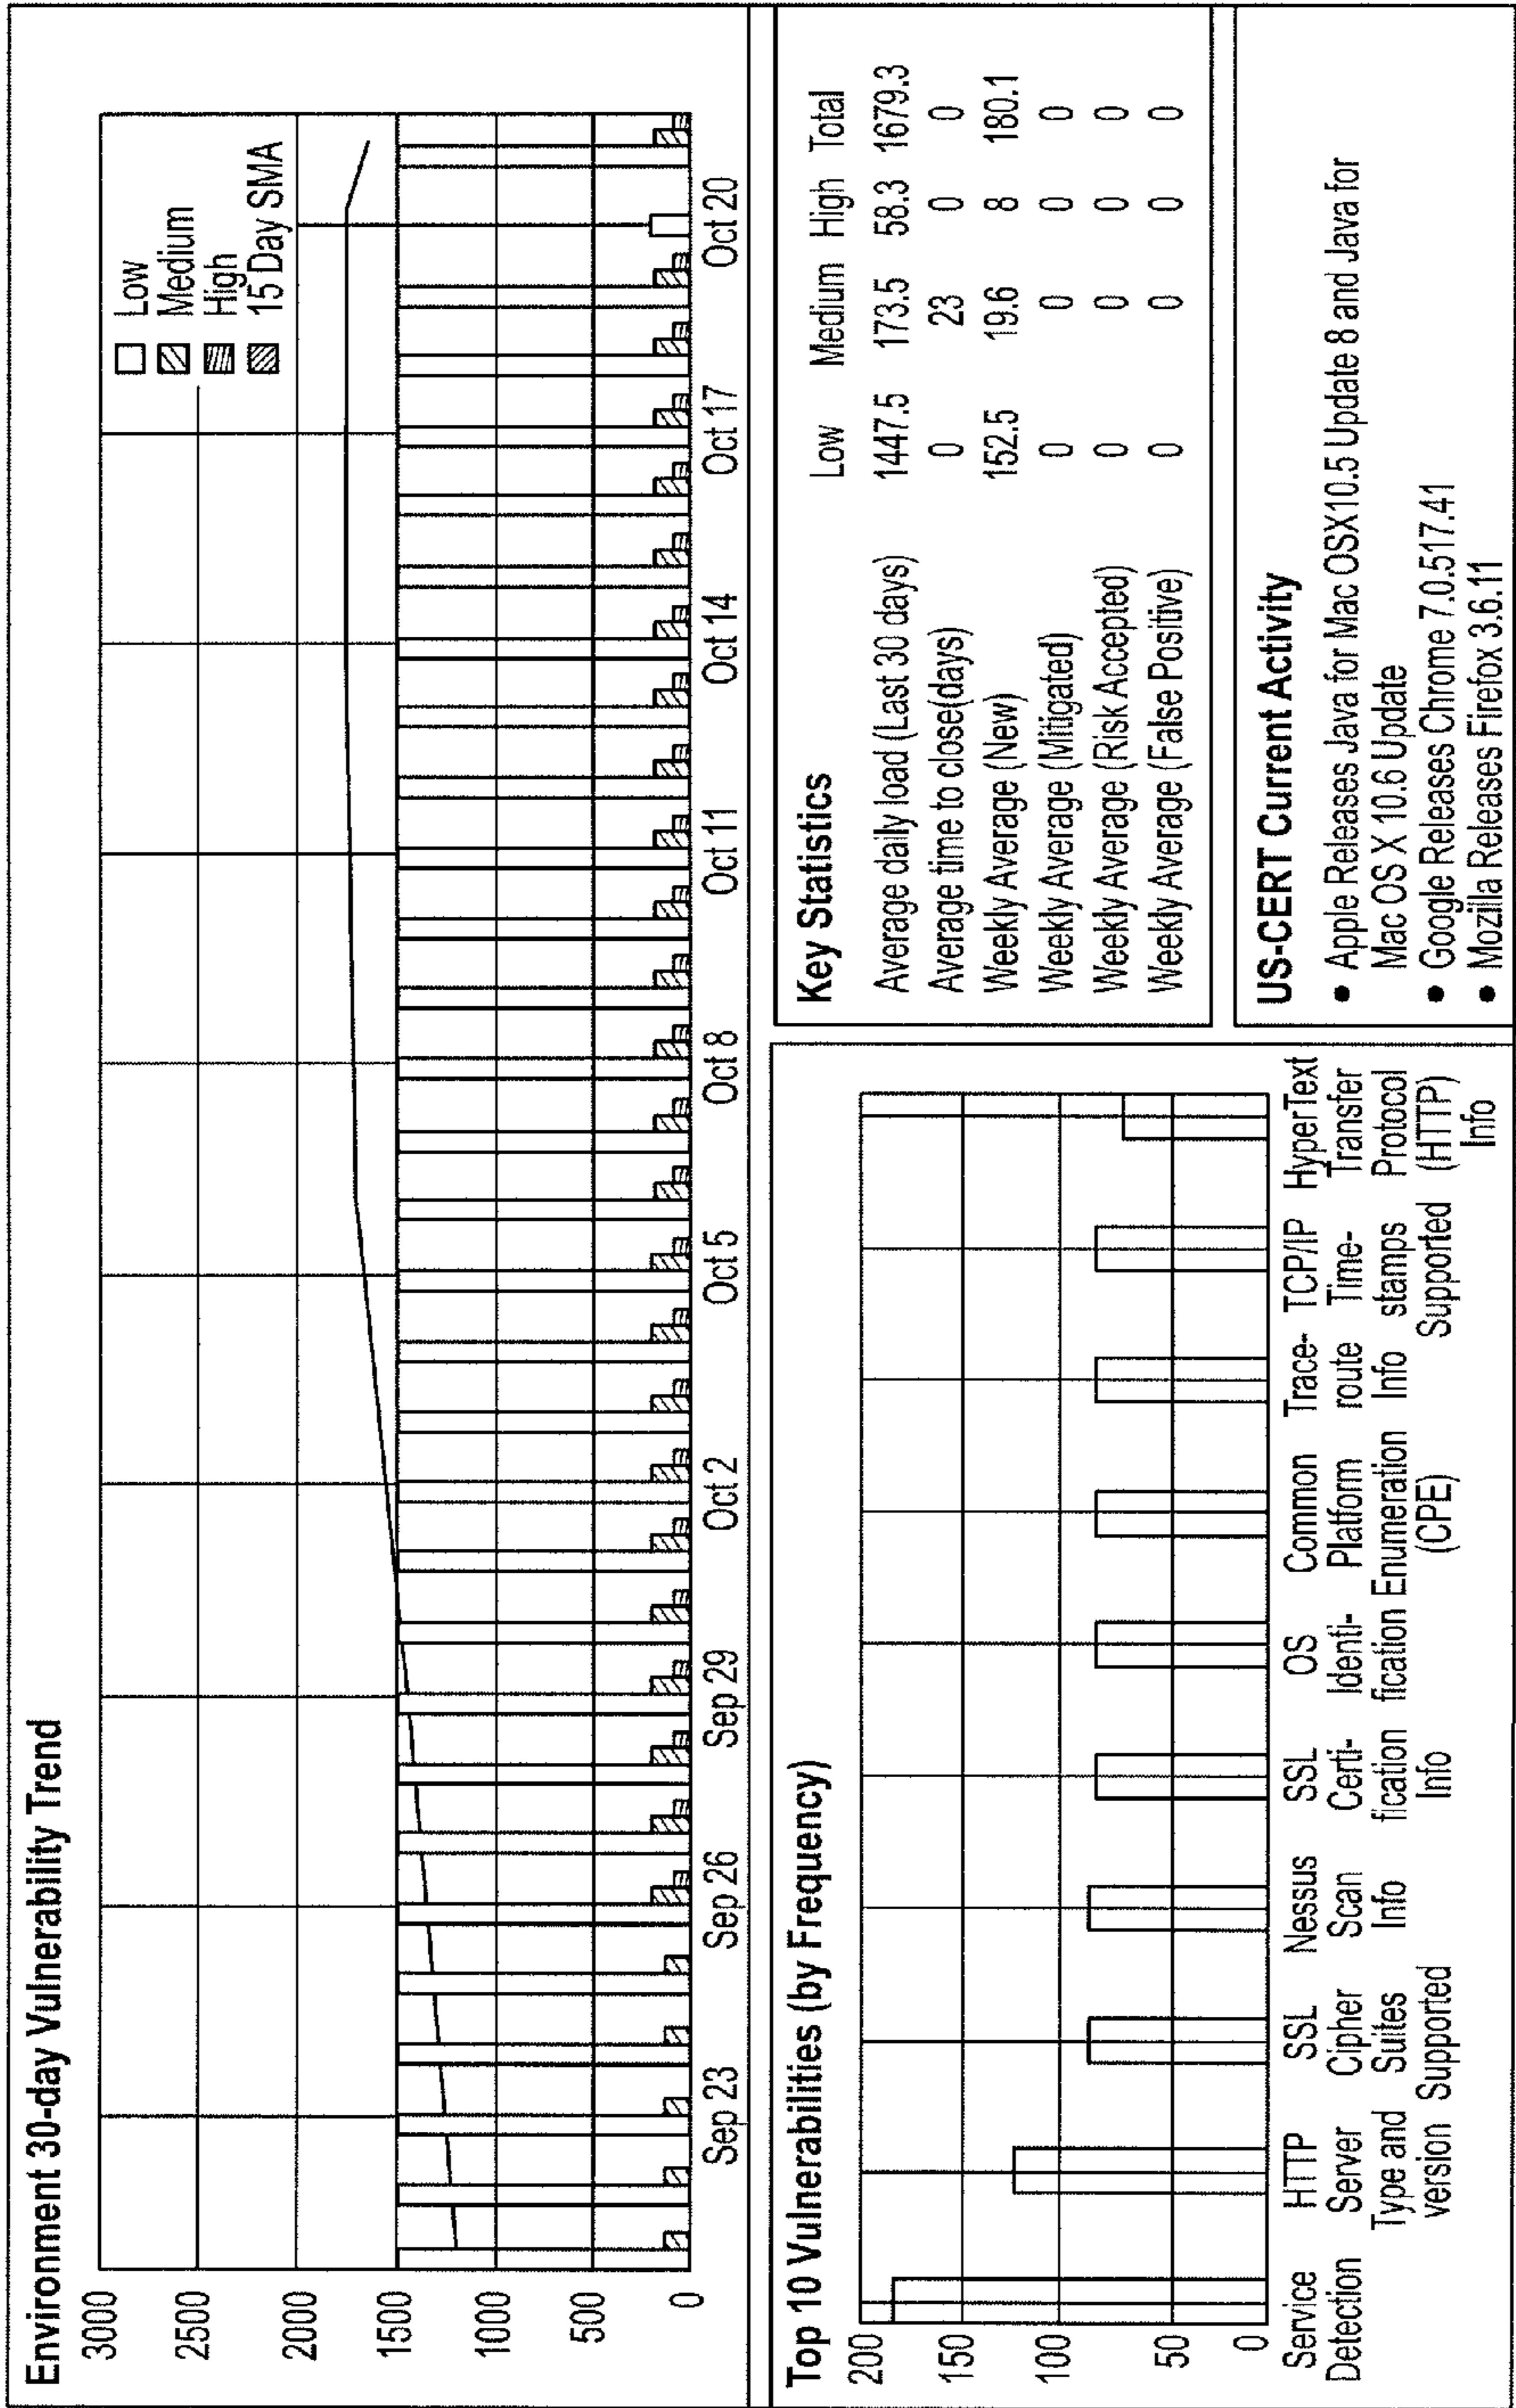 Environment 30-day Vulnerability Trend
3000
2500
2000
1500
1000
500
0
Low
Medium
High
15 Day SMA
Sep 23 Sep 26 Sep 29 Oct 2 Oct 5 Oct 8 Oct 11 Oct 14 Oct 17 Oct 20
Top 10 Vulnerabilities (by Frequency)
200
150
100
50
0
Service
Detection
HTTP
Server
Type and
version
SSL
Cipher
Suites
Supported
Nessus
Scan
Info
SSL
Certi-
fication
Info
OS
Identi-
fication
Common
Platform
Enumeration
(CPE)
Trace-
route
Info
TCP/IP
Time-
stamps
Supported
HyperText
Transfer
Protocol
(HTTP)
Info
Key Statistics
Low Medium High Total
Average daily load (Last 30 days) 1447.5 173.5 58.3 1679.3
Average time to close(days) 0 23 0 0
Weekly Average (New) 152.5 19.6 8 180.1
Weekly Average (Mitigated) 0 0 0 0
Weekly Average (Risk Accepted) 0 0 0 0
Weekly Average (False Positive) 0 0 0 0
US-CERT Current Activity
• Apple Releases Java for Mac OSX10.5 Update 8 and Java for
Mac OS X 10.6 Update
• Google Releases Chrome 7.0.517.41
• Mozilla Releases Firefox 3.6.11